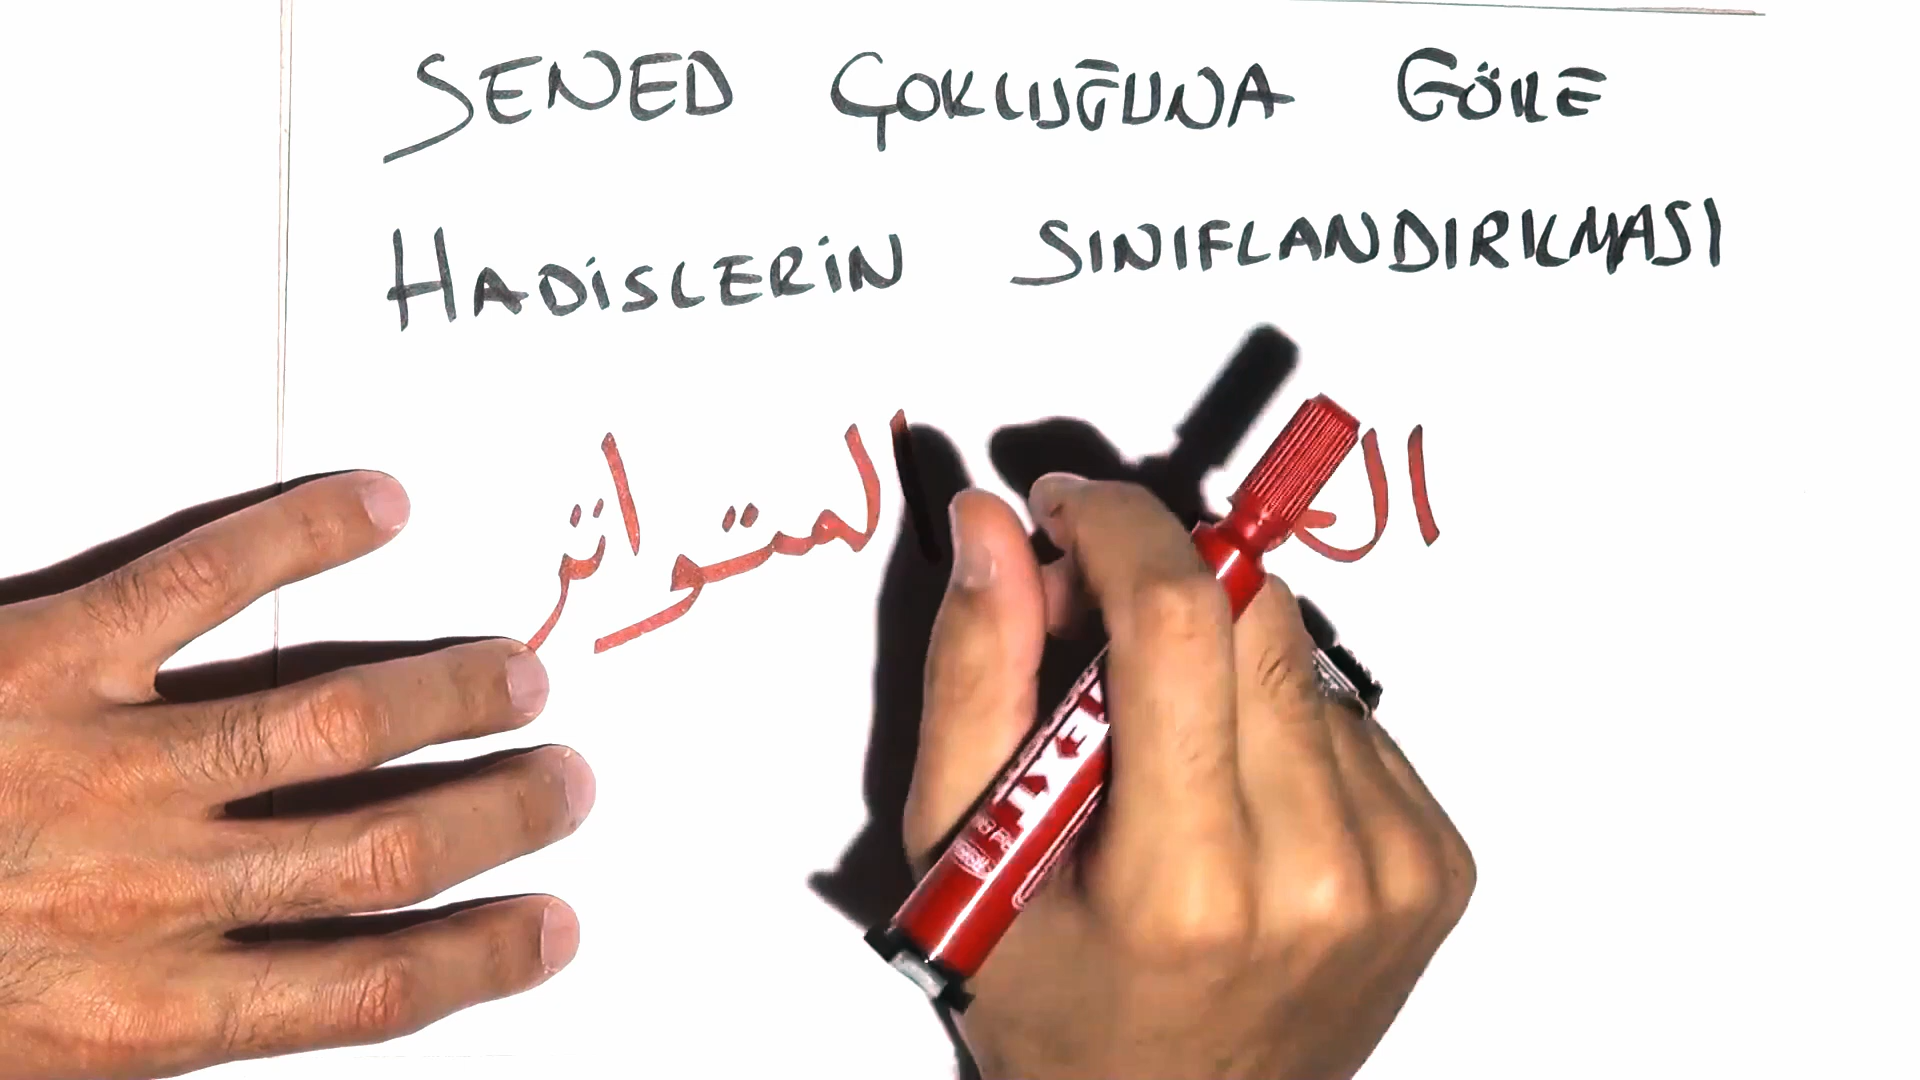 SENED ÇOKLUĞUNA GÖRE
HADİSLERİN SINIFLANDIRILMASI
المتواتر